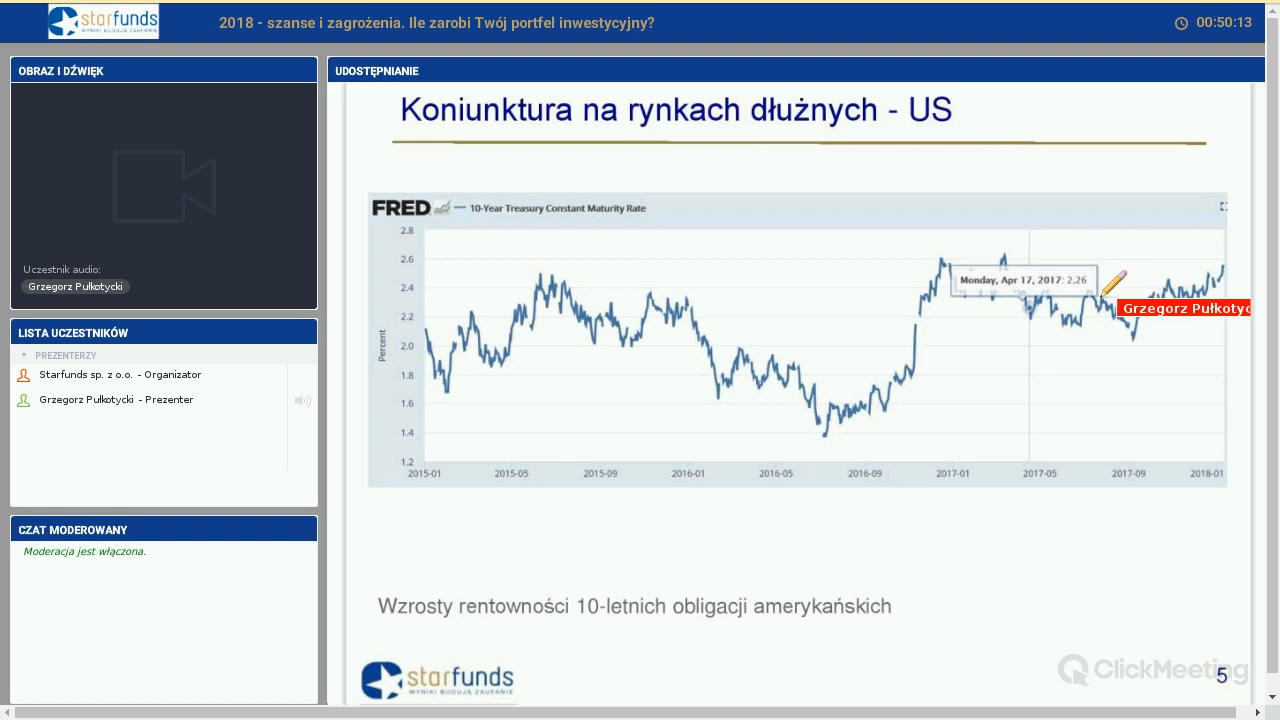 starfunds
WYNIKI BUDUJĄ ZAUFANIE
2018 - szanse i zagrożenia. Ile zarobi Twój portfel inwestycyjny?
00:50:13
OBRAZ I DŹWIĘK
Uczestnik audio:
Grzegorz Pułkotycki
LISTA UCZESTNIKÓW
PREZENTERZY
Starfunds sp. z o.o. - Organizator
Grzegorz Pułkotycki - Prezenter
CZAT MODEROWANY
Moderacja jest włączona.
UDOSTĘPNIANIE
Koniunktura na rynkach dłużnych - US
FRED — 10-Year Treasury Constant Maturity Rate
Percent
2.8
2.6
2.4
2.2
2.0
1.8
1.6
1.4
1.2
2015-01 2015-05 2015-09 2016-01 2016-05 2016-09 2017-01 2017-05 2017-09 2018-01
Monday, Apr 17, 2017: 2.26
Grzegorz Pułkotyc
Wzrosty rentowności 10-letnich obligacji amerykańskich
starfunds
WYNIKI BUDUJĄ ZAUFANIE
ClickMeeting
5